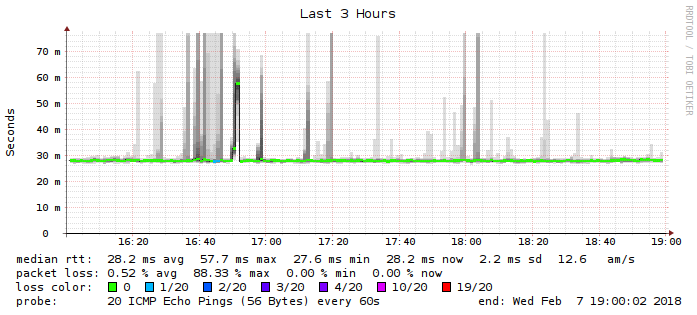 Last 3 Hours
RRDTOOL / TOBI OETIKER
Seconds
70 m
60 m
50 m
40 m
30 m
20 m
10 m
0
16:20 16:40 17:00 17:20 17:40 18:00 18:20 18:40 19:00
median rtt: 28.2 ms avg 57.7 ms max 27.6 ms min 28.2 ms now 2.2 ms sd 12.6 am/s
packet loss: 0.52 % avg 88.33 % max 0.00 % min 0.00 % now
loss color: 0 1/20 2/20 3/20 4/20 10/20 19/20
probe: 20 ICMP Echo Pings (56 Bytes) every 60s end: Wed Feb 7 19:00:02 2018